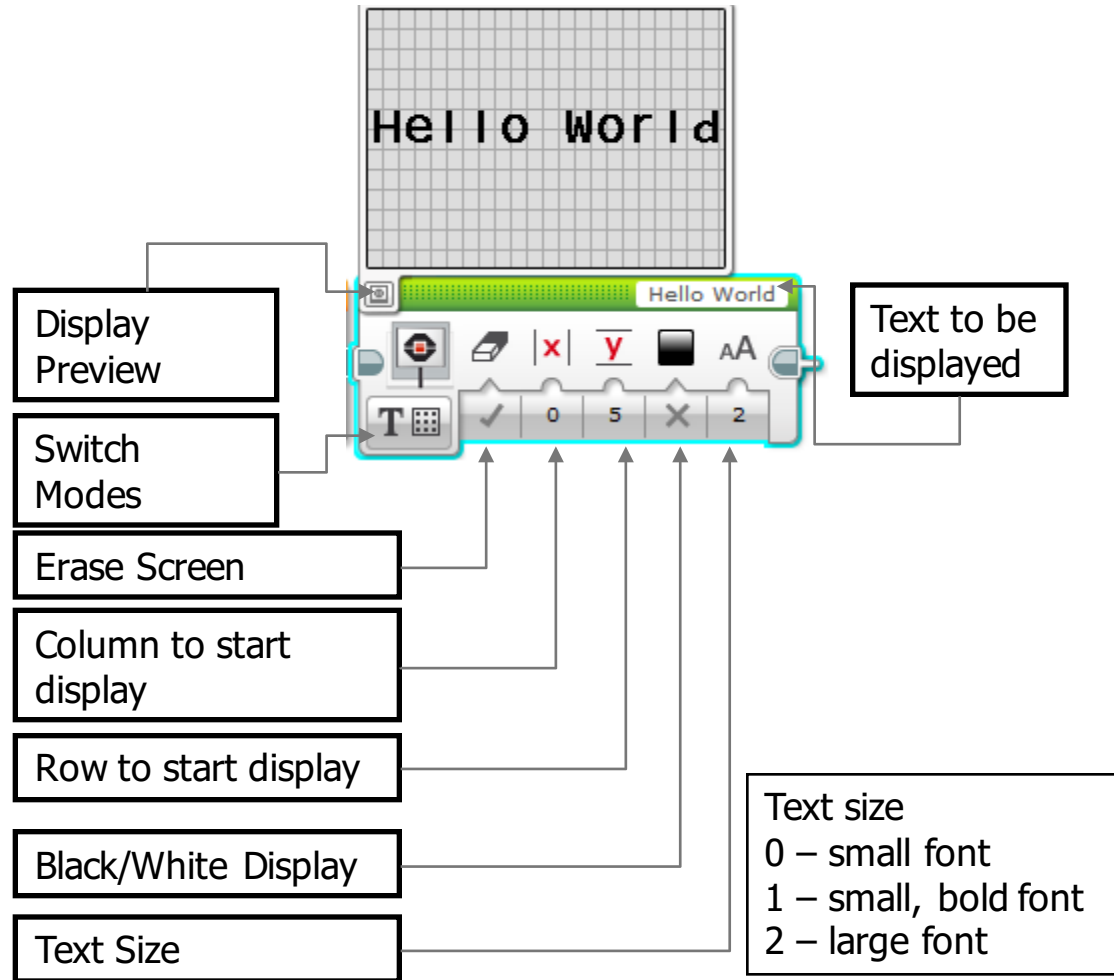 Hello World
Hello World
Display
Preview
Text to be
displayed
x y AA
T 0 5 2
Switch
Modes
Erase Screen
Column to start
display
Row to start display
Black/White Display
Text Size
Text size
0 – small font
1 – small, bold font
2 – large font